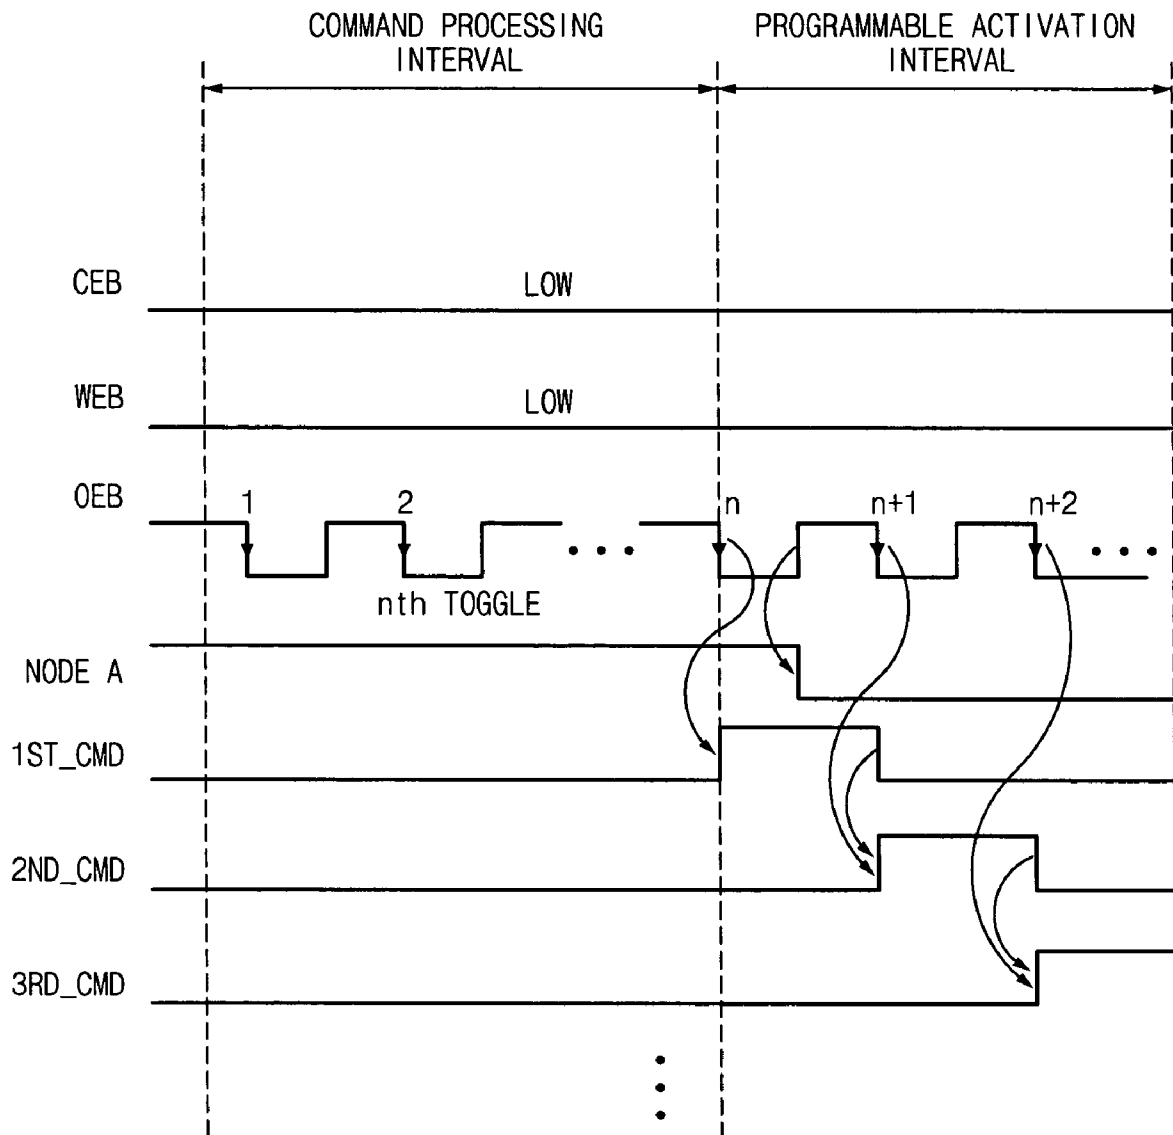 COMMAND PROCESSING
INTERVAL
PROGRAMMABLE ACTIVATION
INTERVAL
CEB
LOW
WEB
LOW
OEB
1
2
n
n+1
n+2
nth TOGGLE
NODE A
1ST_CMD
2ND_CMD
3RD_CMD